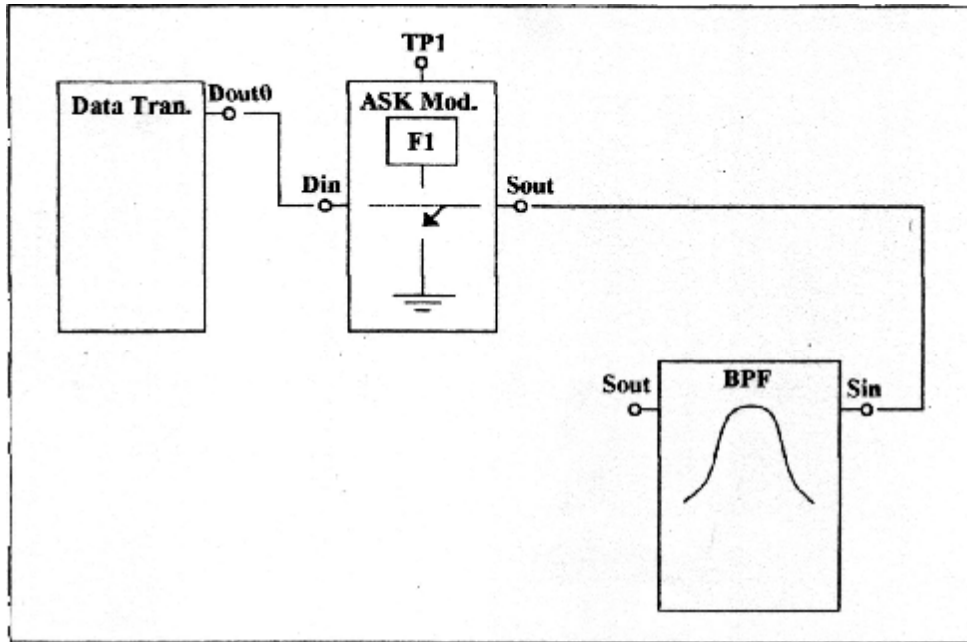 TP1
Data Tran.
Dout0
ASK Mod.
F1
Din
Sout
Sout
BPF
Sin